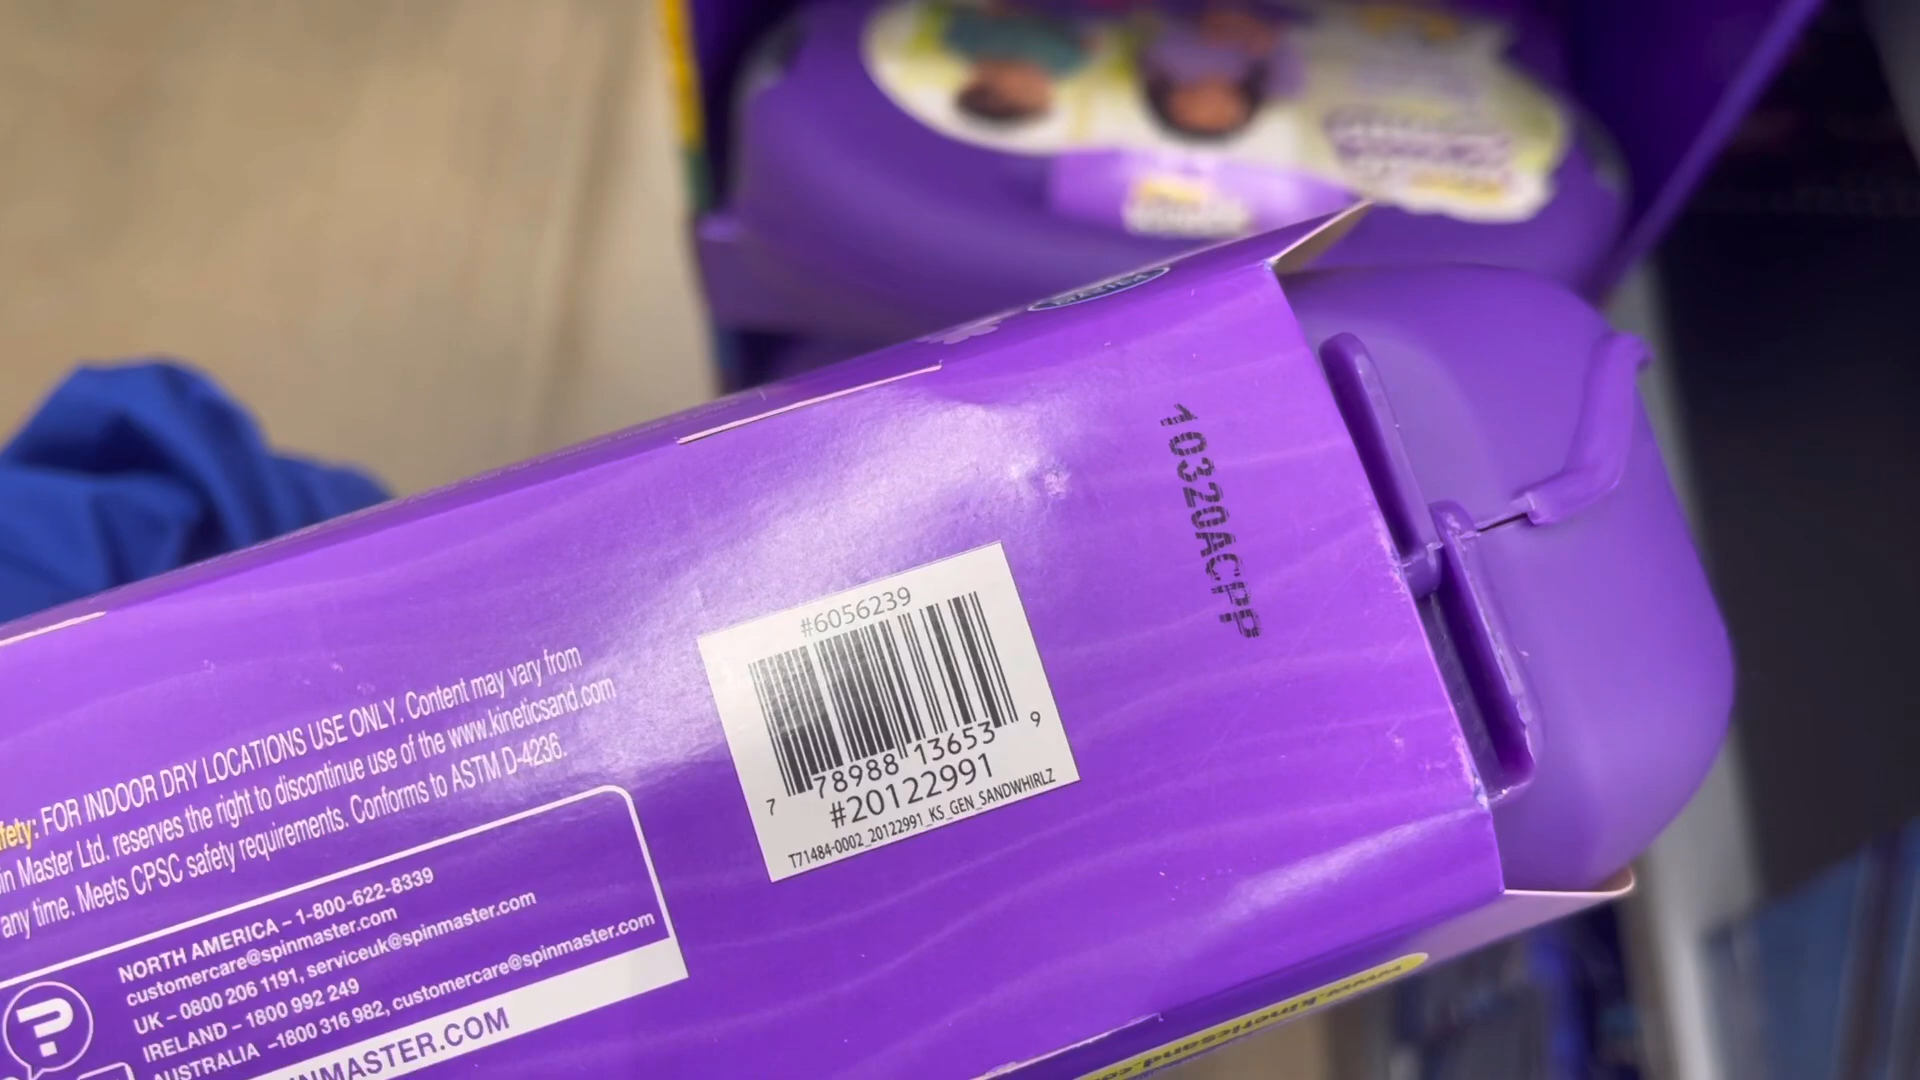 fety: FOR INDOOR DRY LOCATIONS USE ONLY. Content may vary from
in Master Ltd. reserves the right to discontinue use of the www.kineticsand.com
any time. Meets CPSC safety requirements. Conforms to ASTM D-4236.
NORTH AMERICA – 1-800-622-8339
customercare@spinmaster.com
UK – 0800 206 1191, serviceuk@spinmaster.com
IRELAND – 1800 992 249
AUSTRALIA –1800 316 982, customercare@spinmaster.com
INMASTER.COM
#6056239
7 78988 13653 9
#20122991
T71484-0002_20122991_KS_GEN_SANDWHIRLZ
10320ACPP